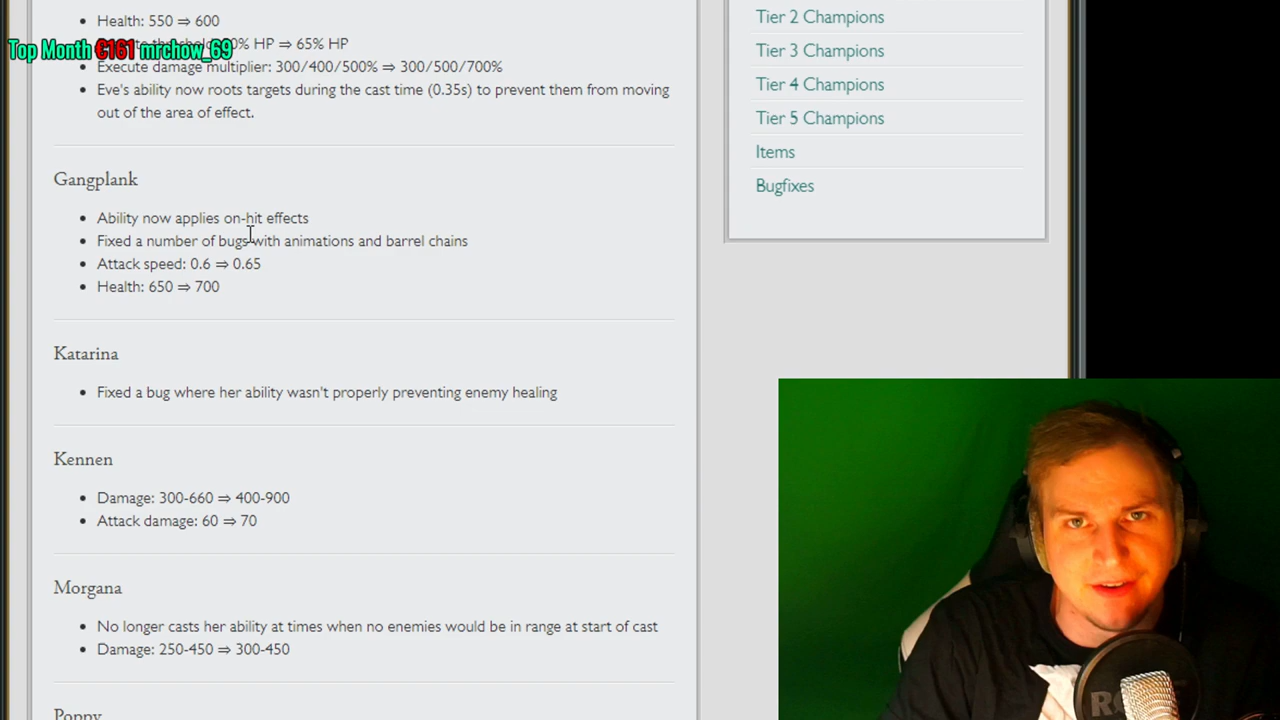 Health: 550 ⇒ 600
Top Month €161 mrchow_69
HP ⇒ 65% HP
Execute damage multiplier: 300/400/500% ⇒ 300/500/700%
Eve's ability now roots targets during the cast time (0.35s) to prevent them from moving
out of the area of effect.
Gangplank
Ability now applies on-hit effects
Fixed a number of bugs with animations and barrel chains
Attack speed: 0.6 ⇒ 0.65
Health: 650 ⇒ 700
Katarina
Fixed a bug where her ability wasn't properly preventing enemy healing
Kennen
Damage: 300-660 ⇒ 400-900
Attack damage: 60 ⇒ 70
Morgana
No longer casts her ability at times when no enemies would be in range at start of cast
Damage: 250-450 ⇒ 300-450
Poppy
Tier 2 Champions
Tier 3 Champions
Tier 4 Champions
Tier 5 Champions
Items
Bugfixes